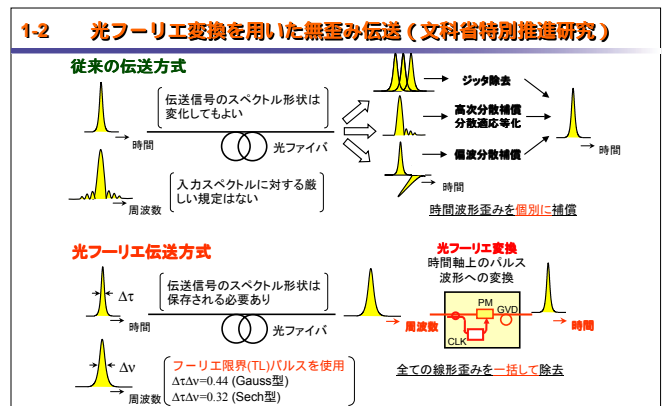 1-2 光フーリエ変換を用いた無歪み伝送 ( 文科省特別推進研究 )
従来の伝送方式
時間
周波数
伝送信号のスペクトル形状は
変化してもよい
光ファイバ
入力スペクトルに対する厳
しい規定はない
ジッタ除去
高次分散補償
分散適応等化
偏波分散補償
時間
時間
時間波形歪みを個別に補償
光フーリエ伝送方式
Δτ
時間
Δν
周波数
伝送信号のスペクトル形状は
保存される必要あり
光ファイバ
フーリエ限界(TL)パルスを使用
ΔτΔν=0.44 (Gauss型)
ΔτΔν=0.32 (Sech型)
光フーリエ変換
時間軸上のパルス
波形への変換
周波数
PM
GVD
CLK
時間
全ての線形歪みを一括して除去